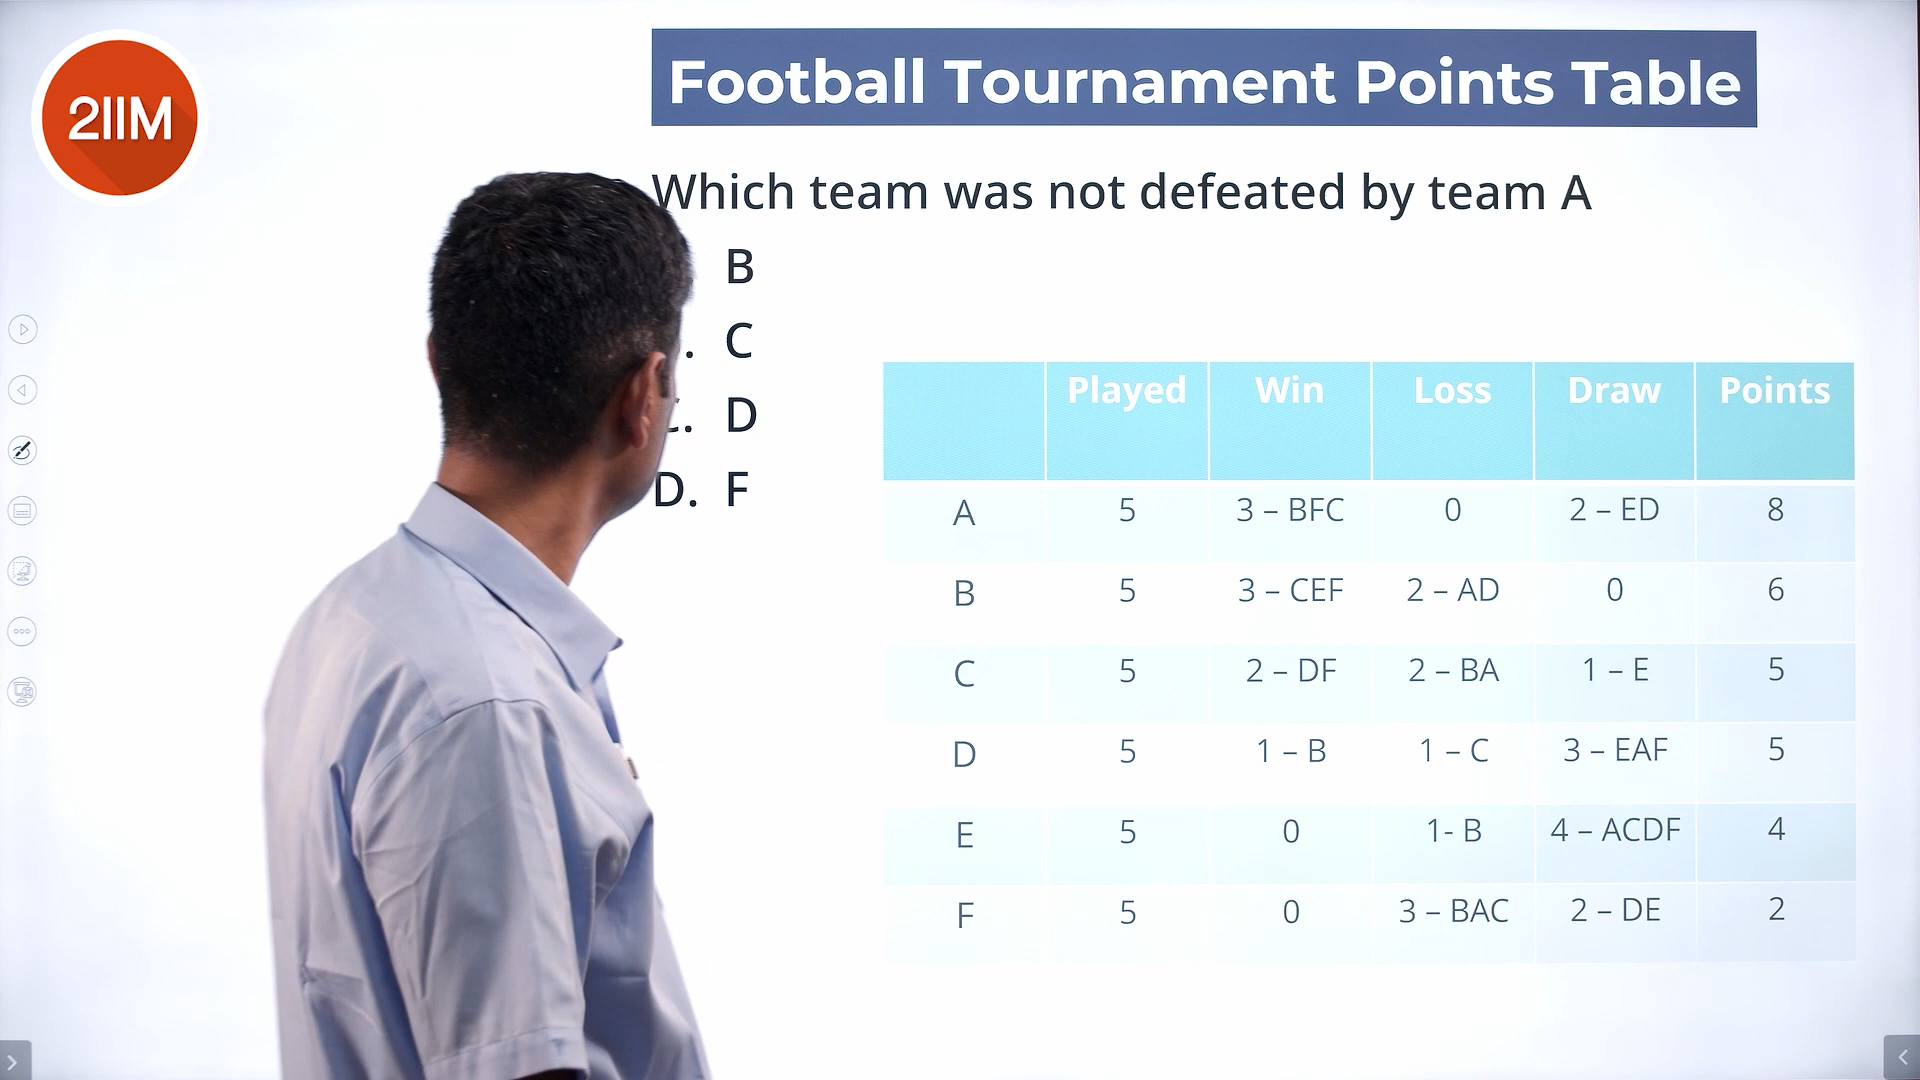 2IIM
Football Tournament Points Table
Which team was not defeated by team A
B
. C
. D
D. F
Played Win Loss Draw Points
A 5 3 – BFC 0 2 – ED 8
B 5 3 – CEF 2 – AD 0 6
C 5 2 – DF 2 – BA 1 – E 5
D 5 1 – B 1 – C 3 – EAF 5
E 5 0 1- B 4 – ACDF 4
F 5 0 3 – BAC 2 – DE 2